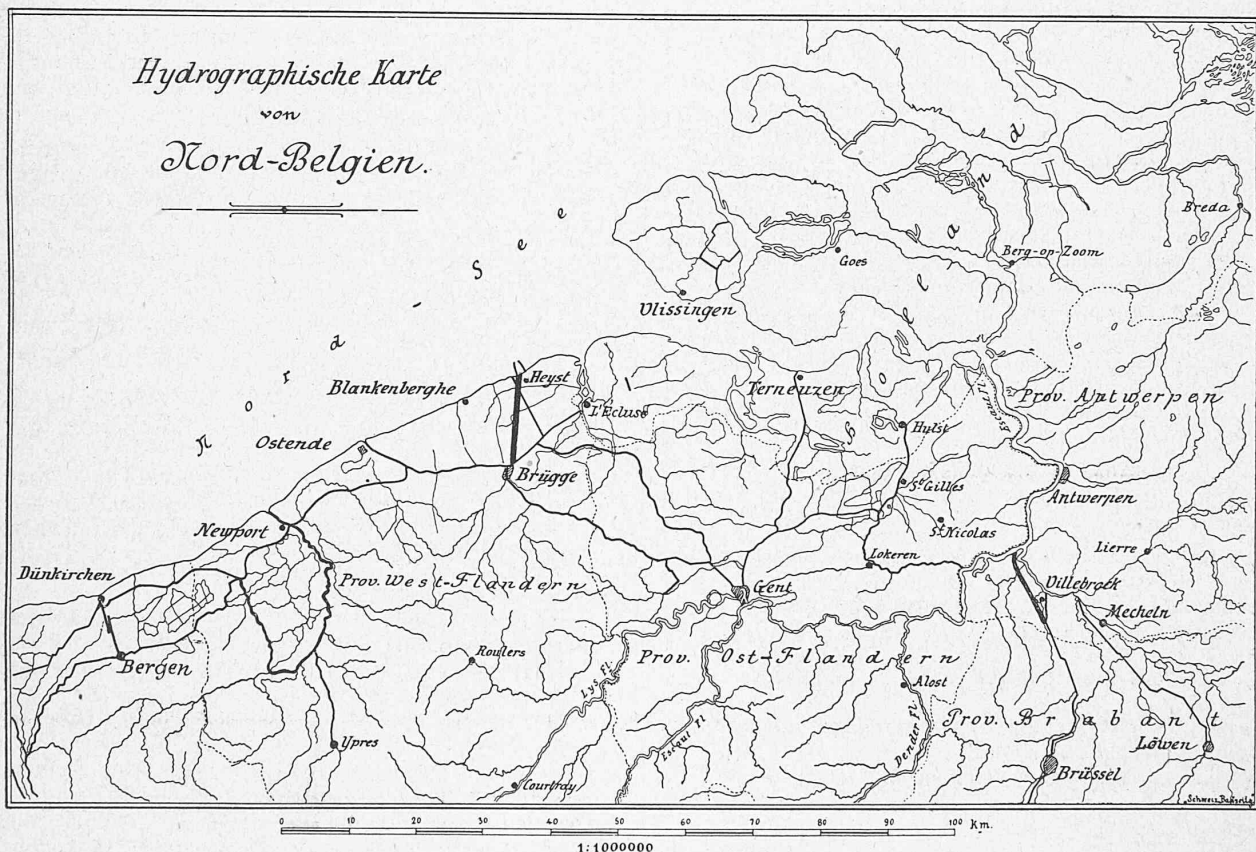 Hydrographische Karte
von
Nord-Belgien.
Nord-See
Holland
Breda
Goes
Berg-op-Zoom
Vlissingen
Heyst
Blankenberghe
Terneuzen
Prov. Antwerpen
L'Ecluse
Escaut Fl.
Ostende
Hulst
Brügge
St Gilles
Antwerpen
Newport
St. Nicolas
Lierre
Lokeren
Dünkirchen
Prov. West-Flandern
Gent
Villebroek
Mecheln
Bergen
Roulers
Prov. Ost-Flandern
Lys Fl.
Alost
Escaut Fl
Prov. Brabant
Dender Fl.
Ypres
Löwen
Brüssel
Courtray
0 10 20 30 40 50 60 70 80 90 100 Km.
1:1000000